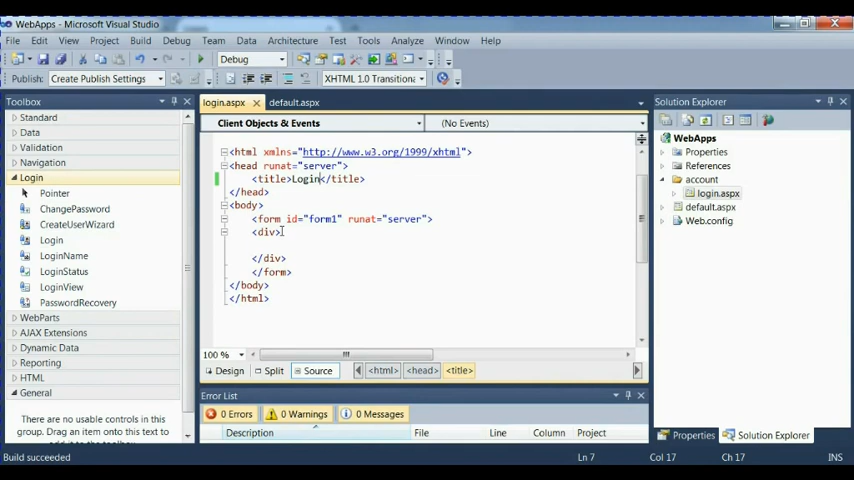 WebApps - Microsoft Visual Studio
File Edit View Project Build Debug Team Data Architecture Test Tools Analyze Window Help
Debug
Publish: Create Publish Settings XHTML 1.0 Transitiona
Toolbox
Standard
Data
Validation
Navigation
Login
Pointer
ChangePassword
CreateUserWizard
Login
LoginName
LoginStatus
LoginView
PasswordRecovery
WebParts
AJAX Extensions
Dynamic Data
Reporting
HTML
General
There are no usable controls in this
group. Drag an item onto this text to
login.aspx default.aspx
Client Objects & Events (No Events)
<html xmlns="http://www.w3.org/1999/xhtml">
<head runat="server">
<title>Login</title>
</head>
<body>
<form id="form1" runat="server">
<div>
</div>
</form>
</body>
</html>
100 %
Design Split Source <html> <head> <title>
Error List
0 Errors 0 Warnings 0 Messages
Description File Line Column Project
Solution Explorer
WebApps
Properties
References
account
login.aspx
default.aspx
Web.config
Properties Solution Explorer
Build succeeded Ln 7 Col 17 Ch 17 INS